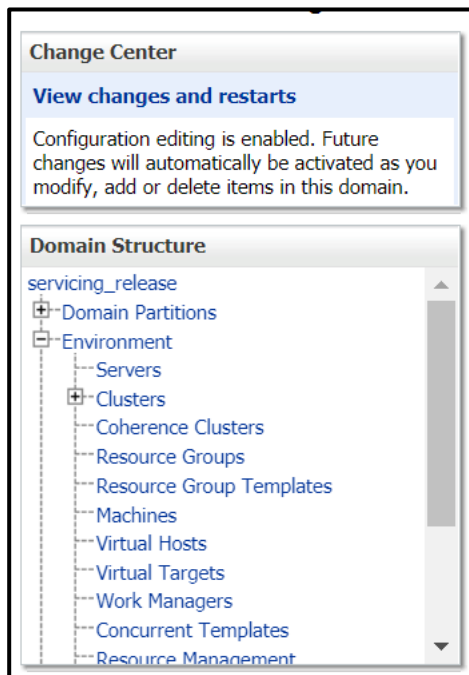 Change Center
View changes and restarts
Configuration editing is enabled. Future
changes will automatically be activated as you
modify, add or delete items in this domain.
Domain Structure
servicing_release
Domain Partitions
Environment
Servers
Clusters
Coherence Clusters
Resource Groups
Resource Group Templates
Machines
Virtual Hosts
Virtual Targets
Work Managers
Concurrent Templates
Resource Management